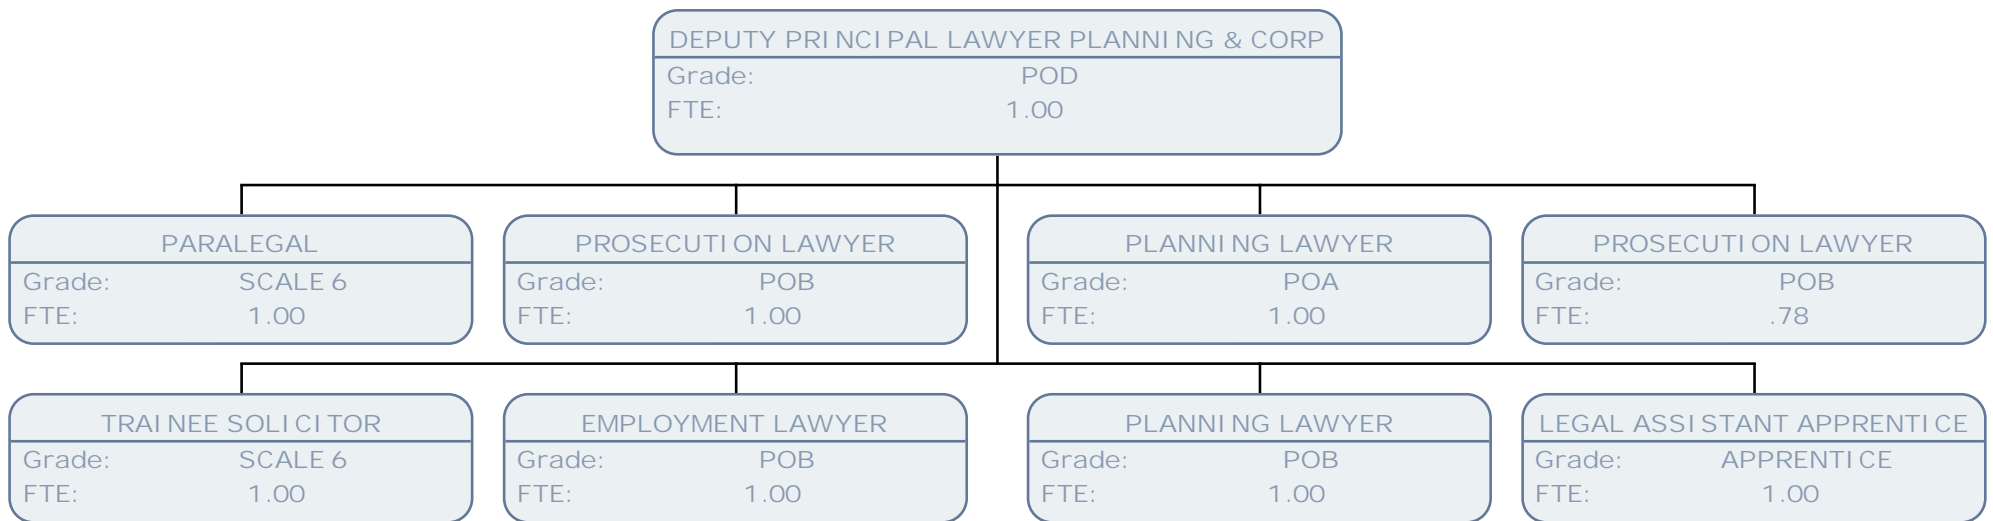 DEPUTY PRINCIPAL LAWYER PLANNING & CORP
Grade: POD
FTE: 1.00
PARALEGAL
Grade: SCALE 6
FTE: 1.00
PROSECUTION LAWYER
Grade: POB
FTE: 1.00
PLANNING LAWYER
Grade: POA
FTE: 1.00
PROSECUTION LAWYER
Grade: POB
FTE: .78
TRAINEE SOLICITOR
Grade: SCALE 6
FTE: 1.00
EMPLOYMENT LAWYER
Grade: POB
FTE: 1.00
PLANNING LAWYER
Grade: POB
FTE: 1.00
LEGAL ASSISTANT APPRENTICE
Grade: APPRENTICE
FTE: 1.00